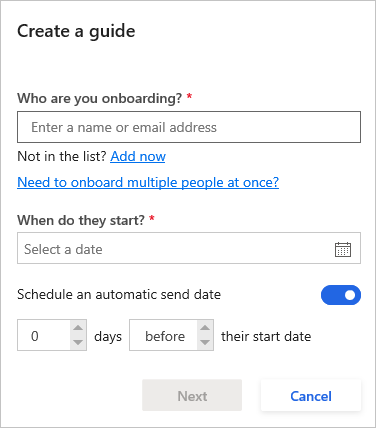 Create a guide
Who are you onboarding? *
Enter a name or email address
Not in the list? Add now
Need to onboard multiple people at once?
When do they start? *
Select a date
Schedule an automatic send date
0 days before their start date
Next Cancel